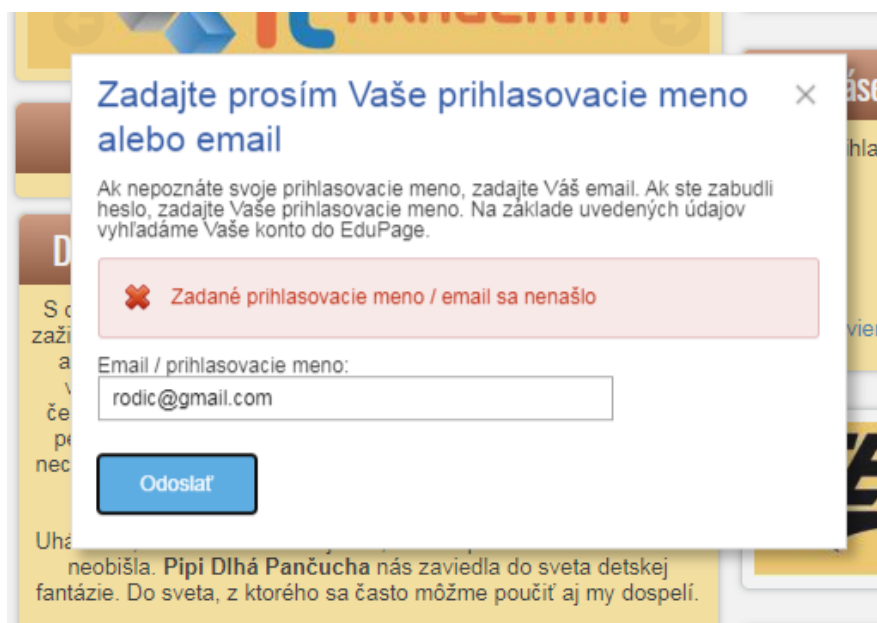 Zadajte prosím Vaše prihlasovacie meno
alebo email
Ak nepoznáte svoje prihlasovacie meno, zadajte Váš email. Ak ste zabudli
heslo, zadajte Vaše prihlasovacie meno. Na základe uvedených údajov
vyhľadáme Vaše konto do EduPage.
Zadané prihlasovacie meno / email sa nenašlo
Email / prihlasovacie meno:
rodic@gmail.com
Odoslať
neobišla. Pipi Dlhá Pančucha nás zaviedla do sveta detskej
fantázie. Do sveta, z ktorého sa často môžme poučiť aj my dospelí.